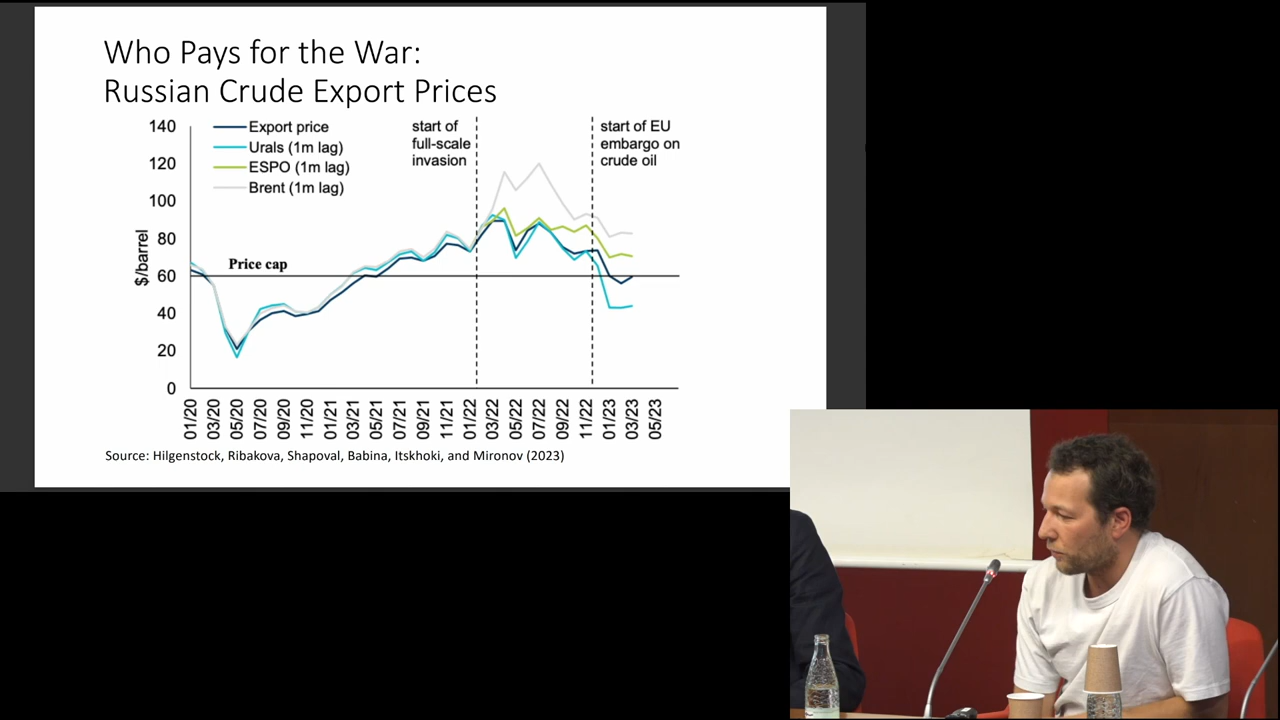 Who Pays for the War:
Russian Crude Export Prices
Export price
Urals (1m lag)
ESPO (1m lag)
Brent (1m lag)
start of
full-scale
invasion
start of EU
embargo on
crude oil
Price cap
$/barrel
140
120
100
80
60
40
20
0
01/20
03/20
05/20
07/20
09/20
11/20
01/21
03/21
05/21
07/21
09/21
11/21
01/22
03/22
05/22
07/22
09/22
11/22
01/23
03/23
05/23
Source: Hilgenstock, Ribakova, Shapoval, Babina, Itskhoki, and Mironov (2023)